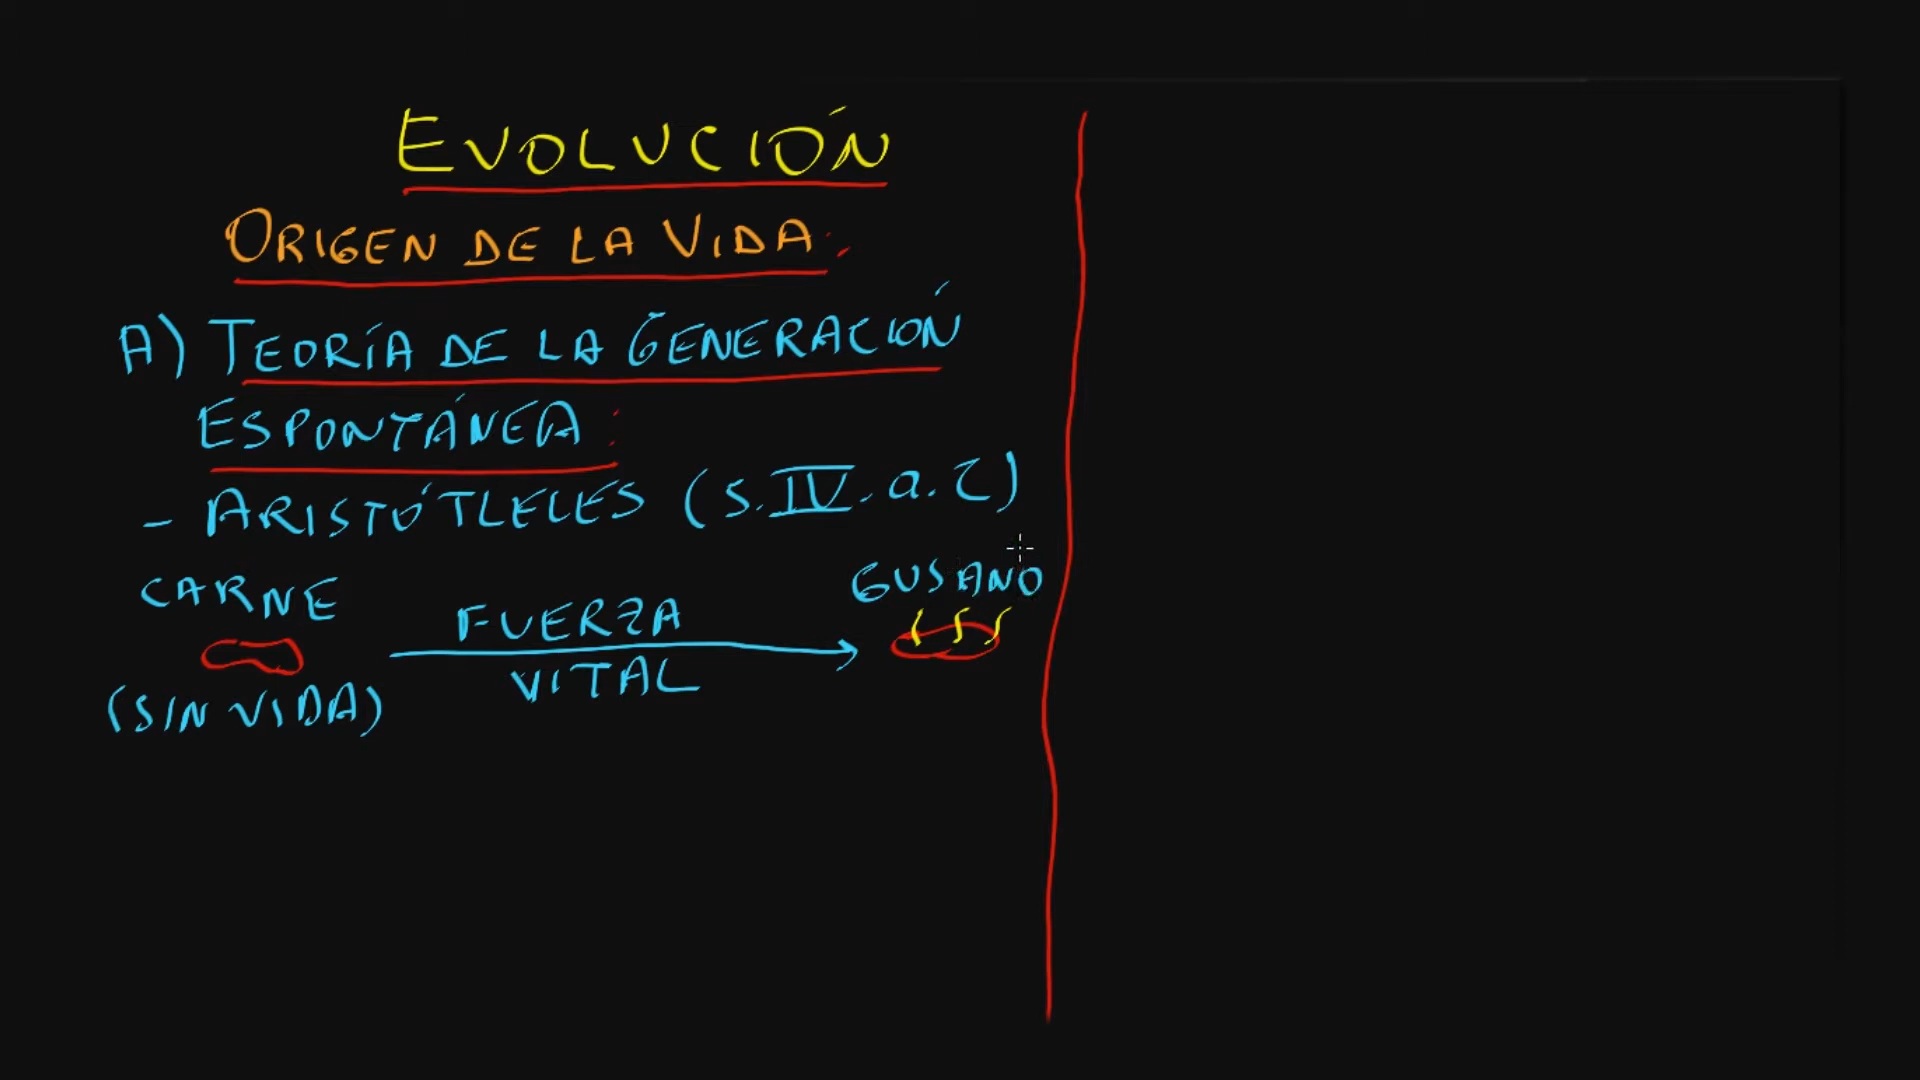 EVOLUCIÓN
ORIGEN DE LA VIDA:
A) TEORÍA DE LA GENERACIÓN
ESPONTÁNEA:
- ARISTÓTLELES (S. IV. a. C)
CARNE
FUERZA
VITAL
GUSANO
(SIN VIDA)